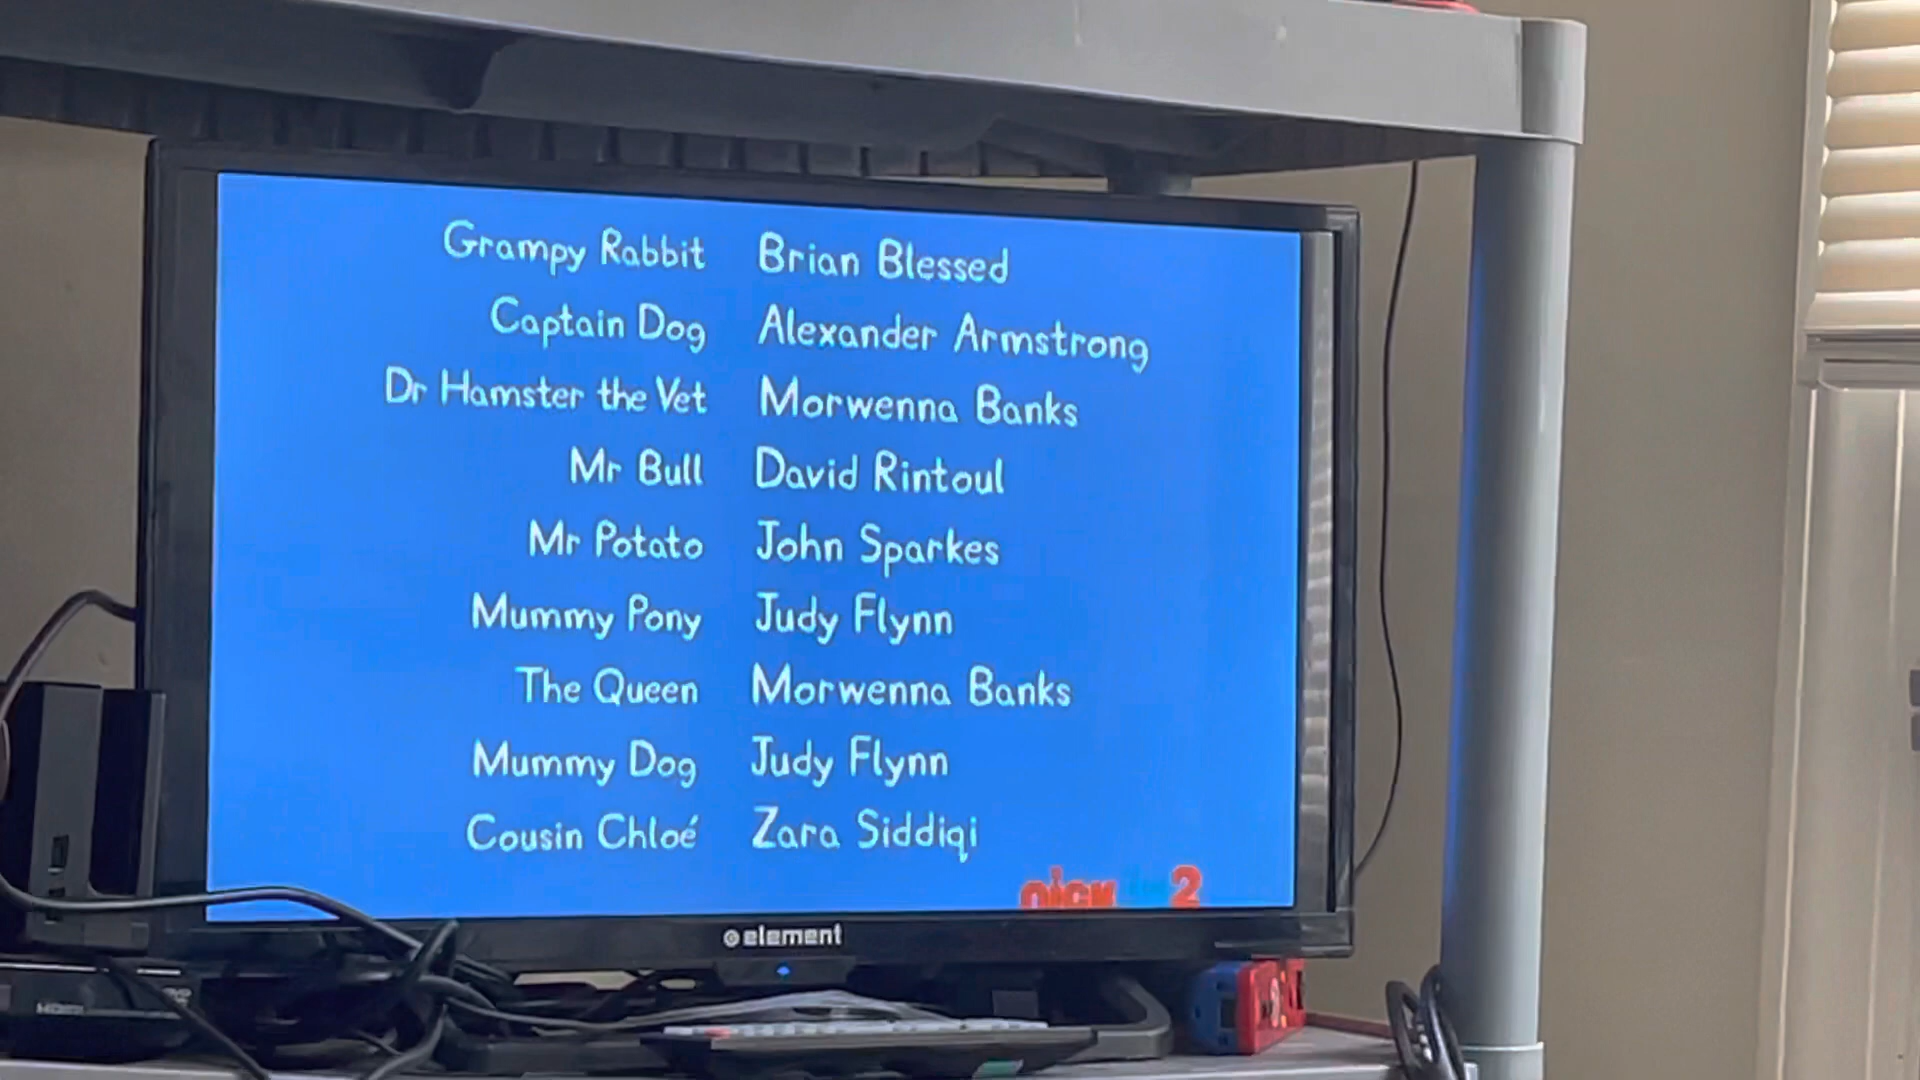 Grampy Rabbit Brian Blessed
Captain Dog Alexander Armstrong
Dr Hamster the Vet Morwenna Banks
Mr Bull David Rintoul
Mr Potato John Sparkes
Mummy Pony Judy Flynn
The Queen Morwenna Banks
Mummy Dog Judy Flynn
Cousin Chloé Zara Siddiqi
nick 2
element